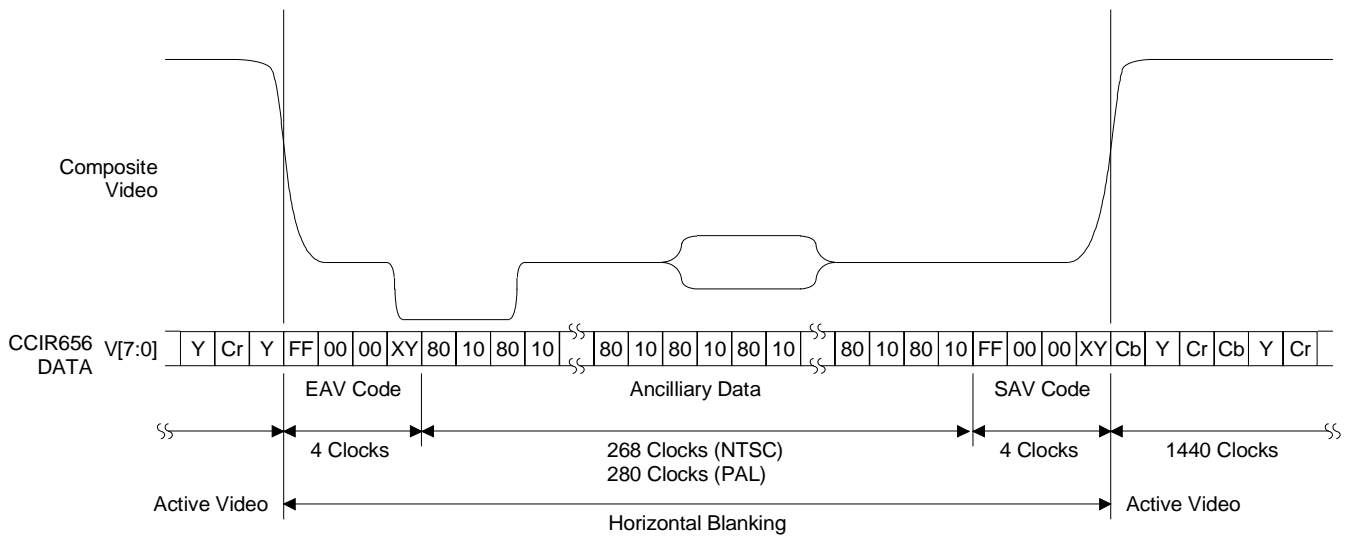 Composite
Video
CCIR656
DATA
V[7:0]
Y Cr Y FF 00 00 XY 80 10 80 10 80 10 80 10 80 10 80 10 80 10 FF 00 00 XY Cb Y Cr Cb Y Cr
EAV Code
Ancilliary Data
SAV Code
4 Clocks
268 Clocks (NTSC)
280 Clocks (PAL)
4 Clocks
1440 Clocks
Active Video
Horizontal Blanking
Active Video